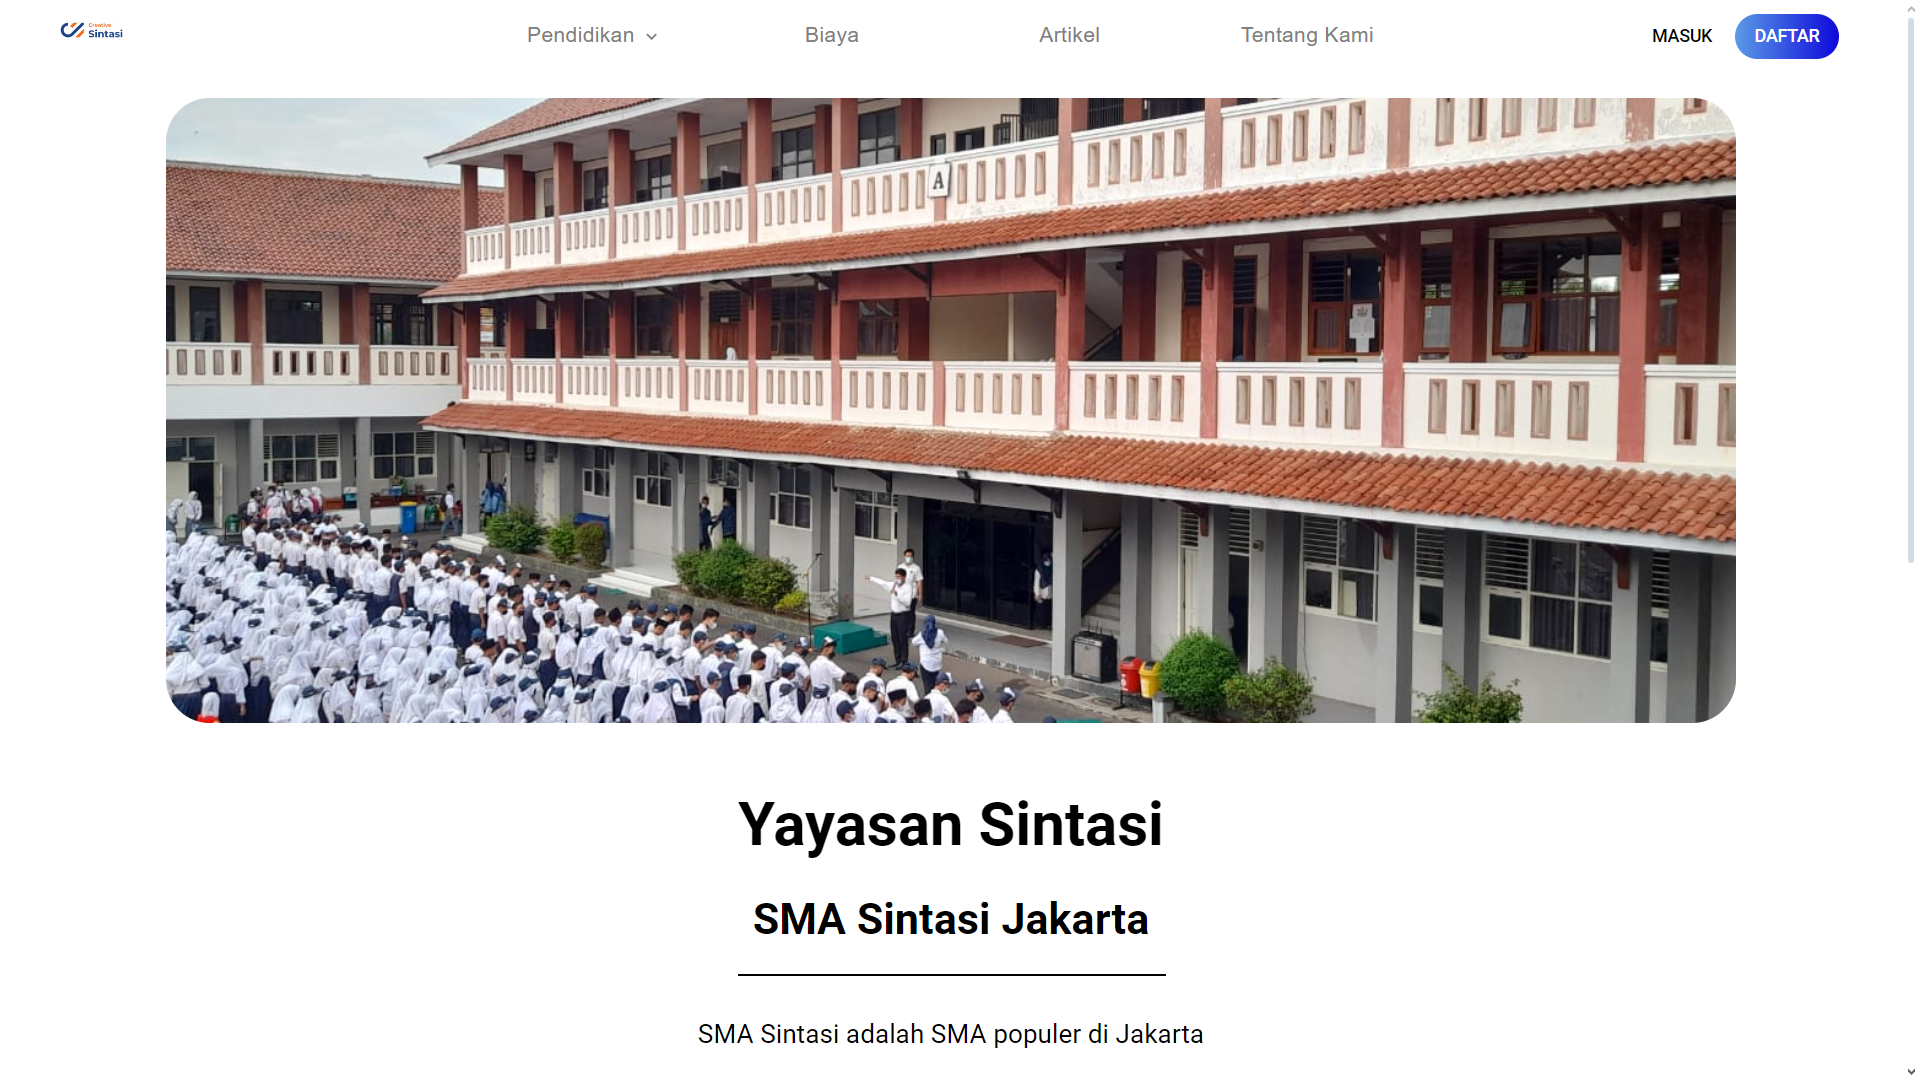 Creative
Sintasi
Pendidikan
Biaya
Artikel
Tentang Kami
MASUK
DAFTAR
A
Yayasan Sintasi
SMA Sintasi Jakarta
SMA Sintasi adalah SMA populer di Jakarta